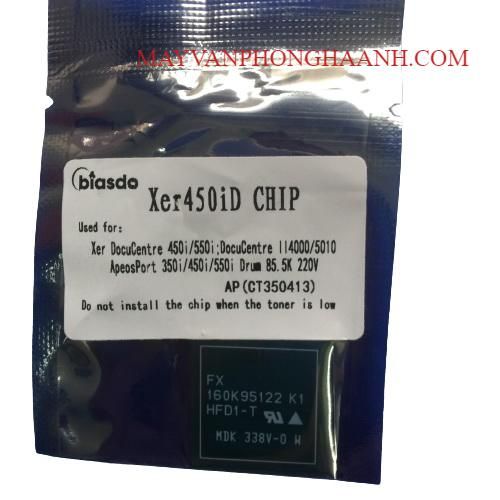 MAYVANPHONGHAANH.COM
biasdo
Xer450iD CHIP
Used for:
Xer DocuCentre 450i/550i;DocuCentre II4000/5010
ApeosPort 350i/450i/550i Drum 85.5K 220V
AP(CT350413)
Do not install the chip when the toner is low
FX
160K95122 K1
HFD1-T
MDK 338V-0 W